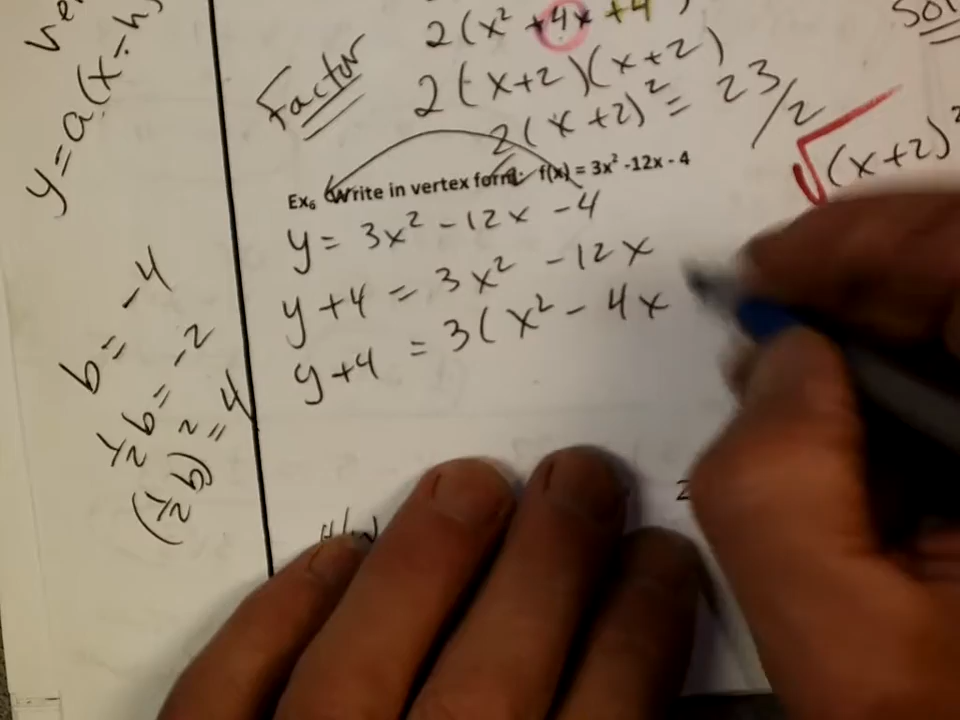 y=a(x-h)
2(x² +4x +4)
Factor
2(x+2)(x+2)
2(x+2)² = 23/2
√(x+2)²
Ex₆ Write in vertex form: f(x) = 3x² -12x - 4
y = 3x² -12x -4
y+4 = 3x² -12x
y+4 = 3(x² - 4x
b= -4
½b= -2
(½b)² = 4